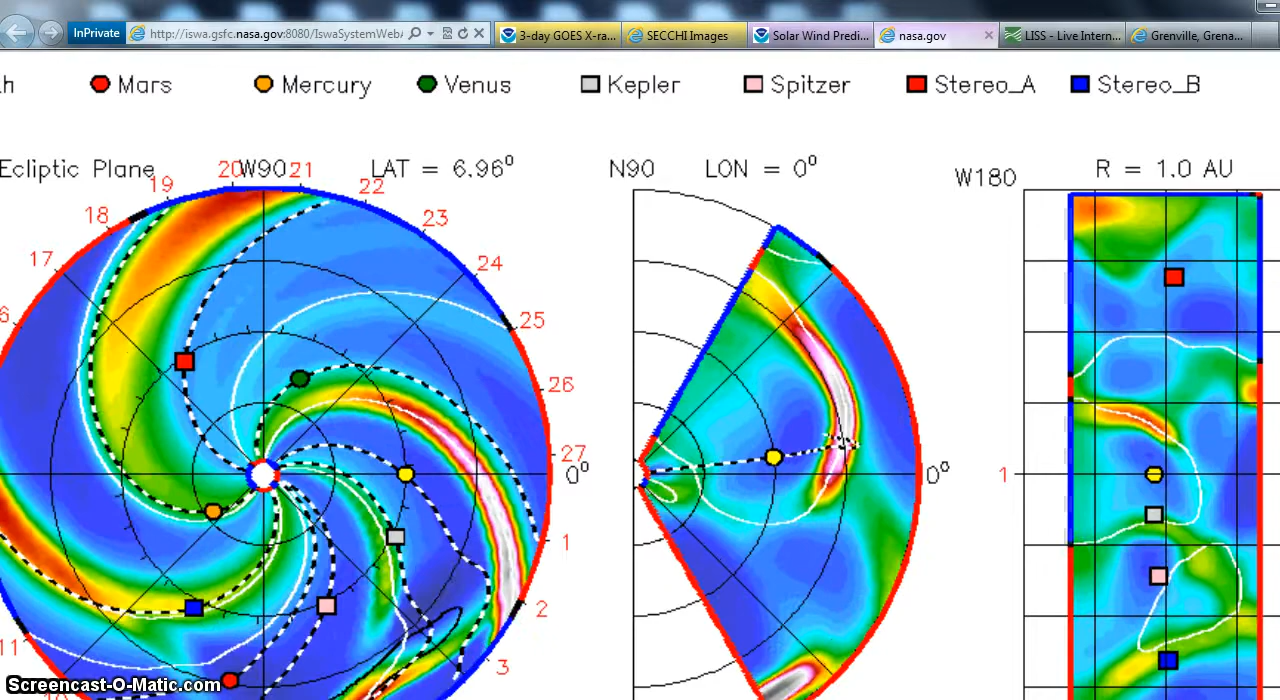 InPrivate http://iswa.gsfc.nasa.gov:8080/IswaSystemWeb 3-day GOES X-ra... SECCHI Images Solar Wind Predi... nasa.gov LISS - Live Intern... Grenville, Grena...
h Mars Mercury Venus Kepler Spitzer Stereo_A Stereo_B
Ecliptic Plane W90 LAT = 6.96° N90 LON = 0° W180 R = 1.0 AU
19 20 21 22
18 23
17 24
6 25
26
27 0° 0° 1
1
2
11 3
Screencast-O-Matic.com